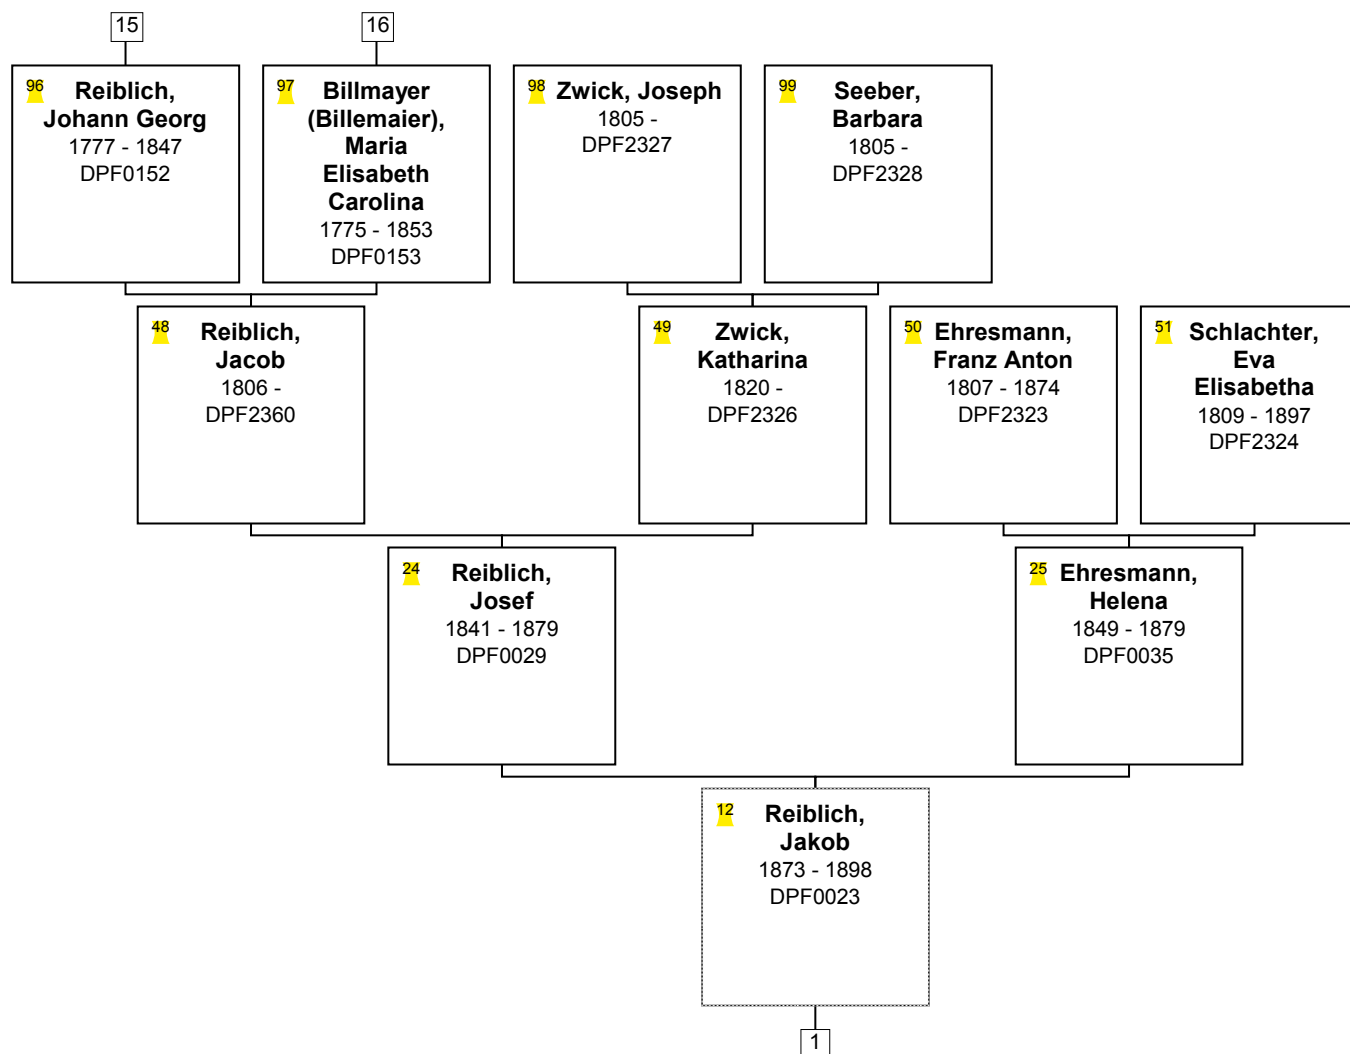 15
16
96
Reiblich,
Johann Georg
1777 - 1847
DPF0152
97
Billmayer
(Billemaier),
Maria
Elisabeth
Carolina
1775 - 1853
DPF0153
98
Zwick, Joseph
1805 -
DPF2327
99
Seeber,
Barbara
1805 -
DPF2328
48
Reiblich,
Jacob
1806 -
DPF2360
49
Zwick,
Katharina
1820 -
DPF2326
50
Ehresmann,
Franz Anton
1807 - 1874
DPF2323
51
Schlachter,
Eva
Elisabetha
1809 - 1897
DPF2324
24
Reiblich,
Josef
1841 - 1879
DPF0029
25
Ehresmann,
Helena
1849 - 1879
DPF0035
12
Reiblich,
Jakob
1873 - 1898
DPF0023
1